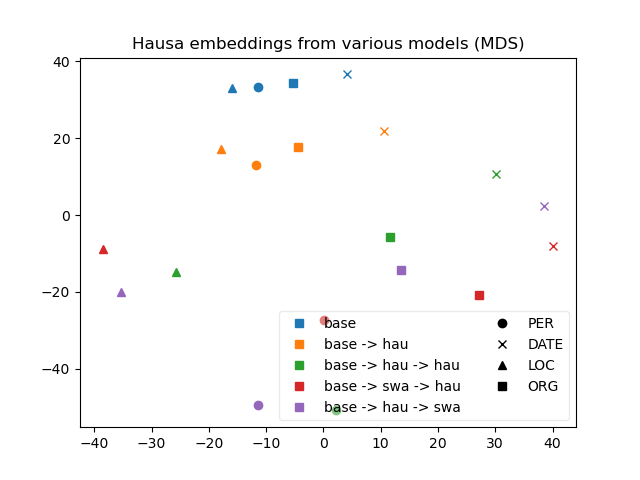 Hausa embeddings from various models (MDS)
40
20
0
−20
−40
−40 −30 −20 −10 0 10 20 30 40
base
base -> hau
base -> hau -> hau
base -> swa -> hau
base -> hau -> swa
PER
DATE
LOC
ORG